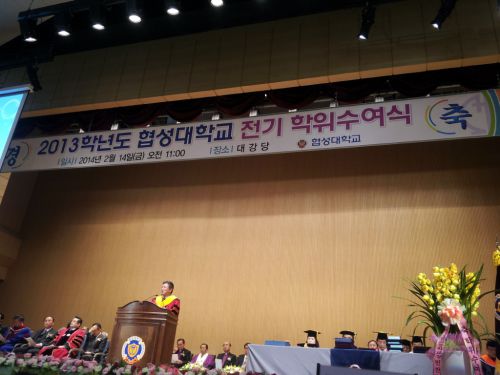 경 2013학년도 협성대학교 전기 학위수여식 축
|일시| 2014년 2월 14일(금) 오전 11:00 |장소| 대강당 협성대학교